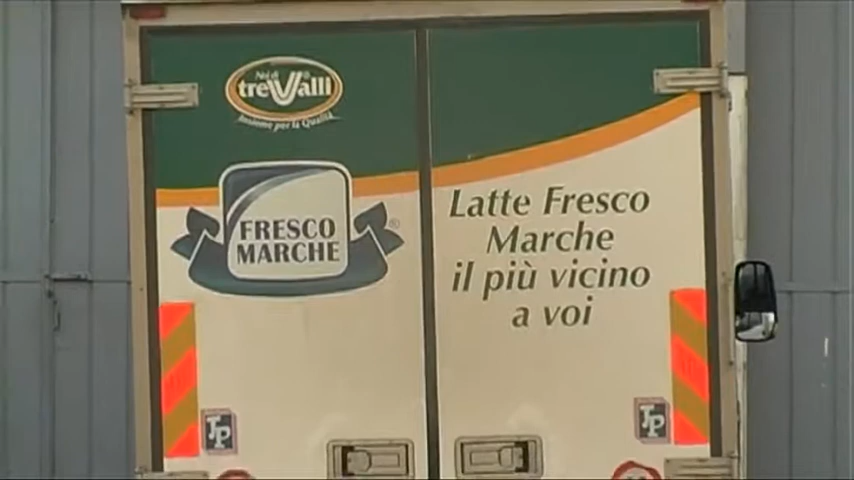 Noi di
treValli
Insieme per la Qualità
FRESCO
MARCHE
®
Latte Fresco
Marche
il più vicino
a voi
TP
TP